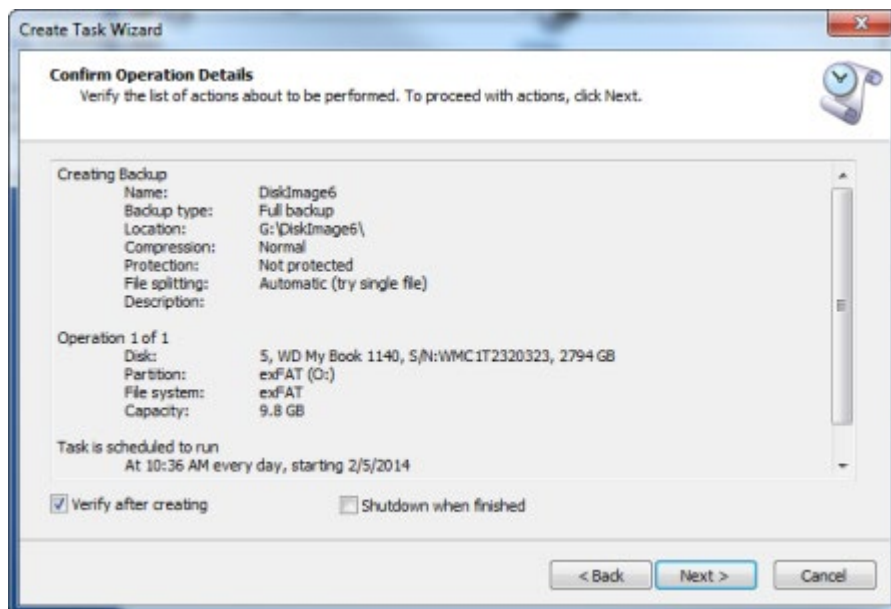 Create Task Wizard
Confirm Operation Details
Verify the list of actions about to be performed. To proceed with actions, click Next.
Creating Backup
Name: DiskImage6
Backup type: Full backup
Location: G:\DiskImage6\
Compression: Normal
Protection: Not protected
File splitting: Automatic (try single file)
Description:
Operation 1 of 1
Disk: 5, WD My Book 1140, S/N:WMC1T2320323, 2794 GB
Partition: exFAT (O:)
File system: exFAT
Capacity: 9.8 GB
Task is scheduled to run
At 10:36 AM every day, starting 2/5/2014
Verify after creating Shutdown when finished
< Back Next > Cancel